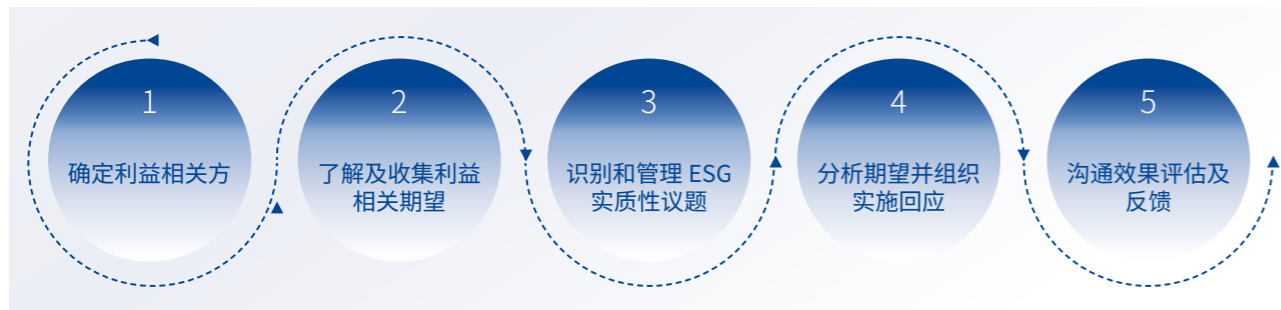 1
确定利益相关方
2
了解及收集利益
相关期望
3
识别和管理 ESG
实质性议题
4
分析期望并组织
实施回应
5
沟通效果评估及
反馈